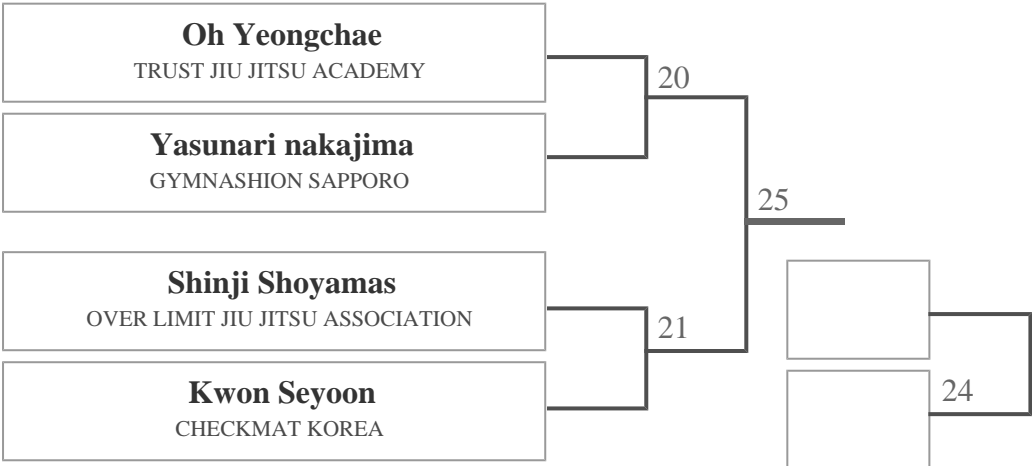 Oh Yeongchae
TRUST JIU JITSU ACADEMY
20
Yasunari nakajima
GYMNASHION SAPPORO
25
Shinji Shoyamas
OVER LIMIT JIU JITSU ASSOCIATION
21
Kwon Seyoon
CHECKMAT KOREA
24